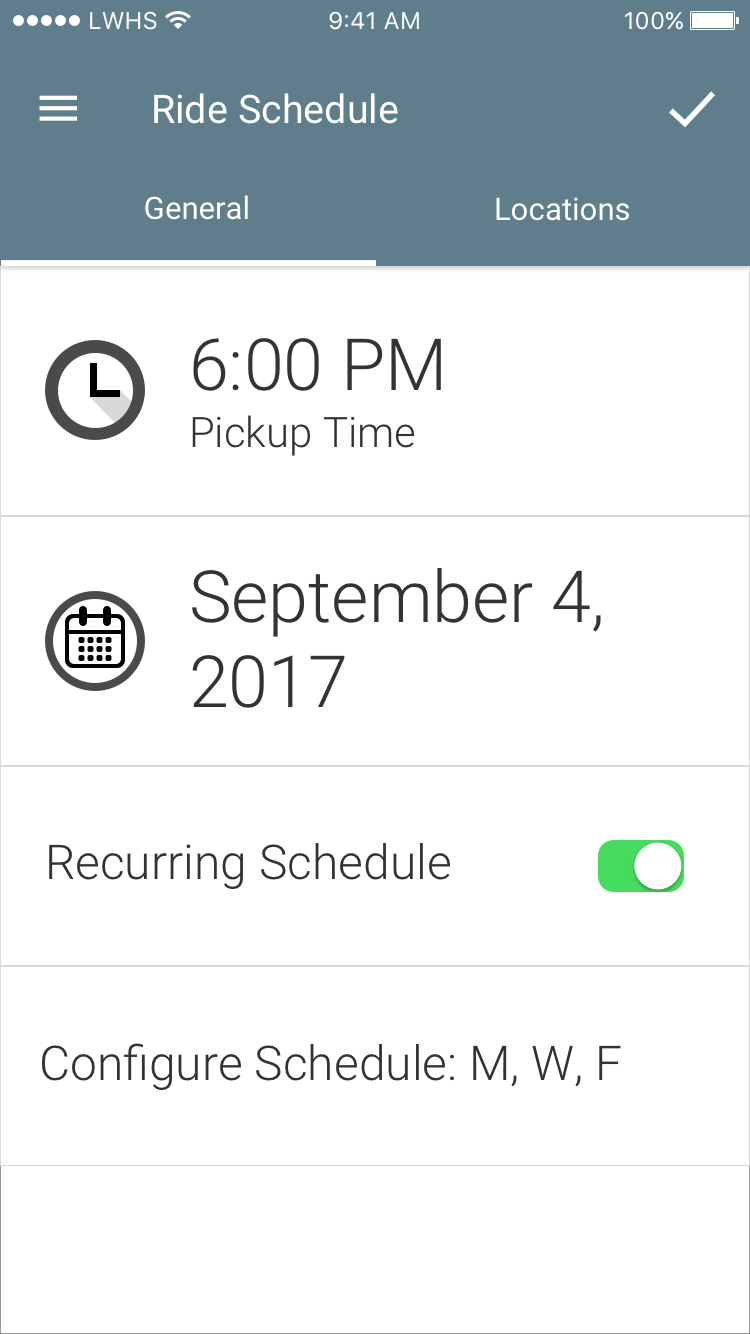 LWHS 9:41 AM 100%
Ride Schedule
General Locations
6:00 PM
Pickup Time
September 4,
2017
Recurring Schedule
Configure Schedule: M, W, F